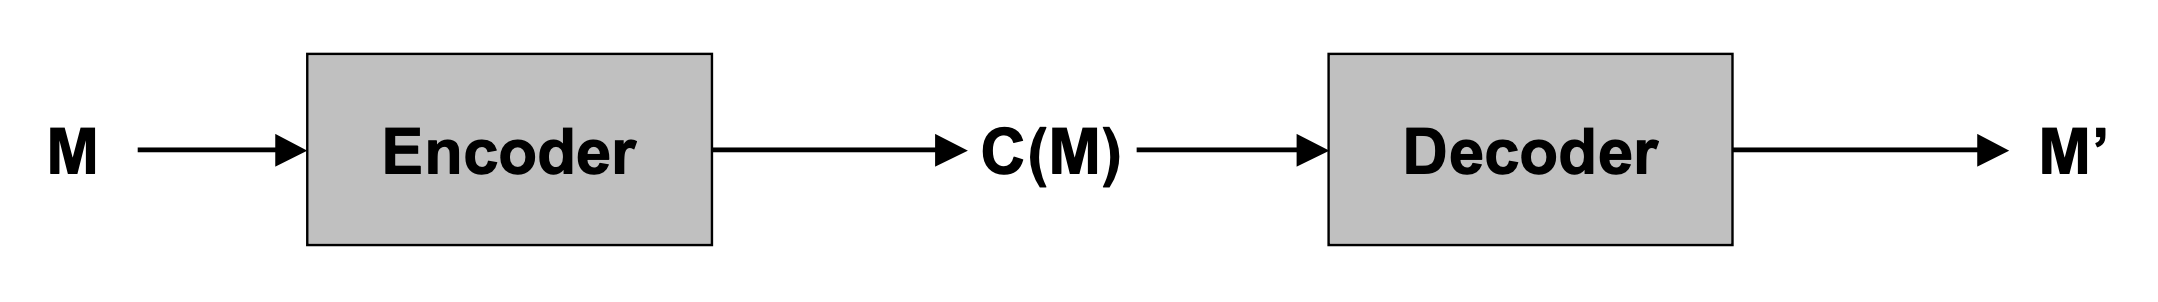 M Encoder C(M) Decoder M’